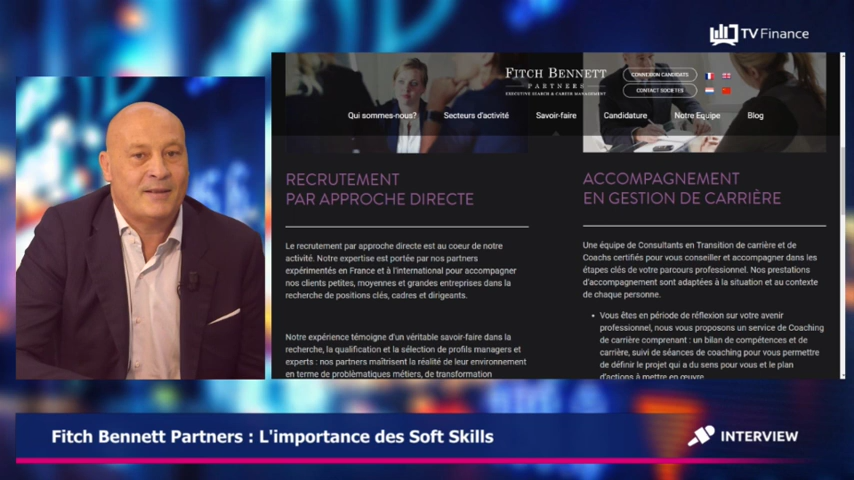 TV Finance
FITCH BENNETT
PARTNERS
EXECUTIVE SEARCH & CAREER MANAGEMENT
CONNEXION CANDIDATS
CONTACT SOCIETES
Qui sommes-nous? Secteurs d'activité Savoir-faire Candidature Notre Equipe Blog
RECRUTEMENT
PAR APPROCHE DIRECTE
Le recrutement par approche directe est au coeur de notre
activité. Notre expertise est portée par nos partners
expérimentés en France et à l'international pour accompagner
nos clients petites, moyennes et grandes entreprises dans la
recherche de positions clés, cadres et dirigeants.
Notre expérience témoigne d'un véritable savoir-faire dans la
recherche, la qualification et la sélection de profils managers et
experts : nos partners maîtrisent la réalité de leur environnement
en terme de problématiques métiers, de transformation
ACCOMPAGNEMENT
EN GESTION DE CARRIÈRE
Une équipe de Consultants en Transition de carrière et de
Coachs certifiés pour vous conseiller et accompagner dans les
étapes clés de votre parcours professionnel. Nos prestations
d'accompagnement sont adaptées à la situation et au contexte
de chaque personne.
• Vous êtes en période de réflexion sur votre avenir
professionnel, nous vous proposons un service de Coaching
de carrière comprenant : un bilan de compétences et de
carrière, suivi de séances de coaching pour vous permettre
de définir le projet qui a du sens pour vous et le plan
d'actions à mettre en œuvre.
Fitch Bennett Partners : L'importance des Soft Skills
INTERVIEW